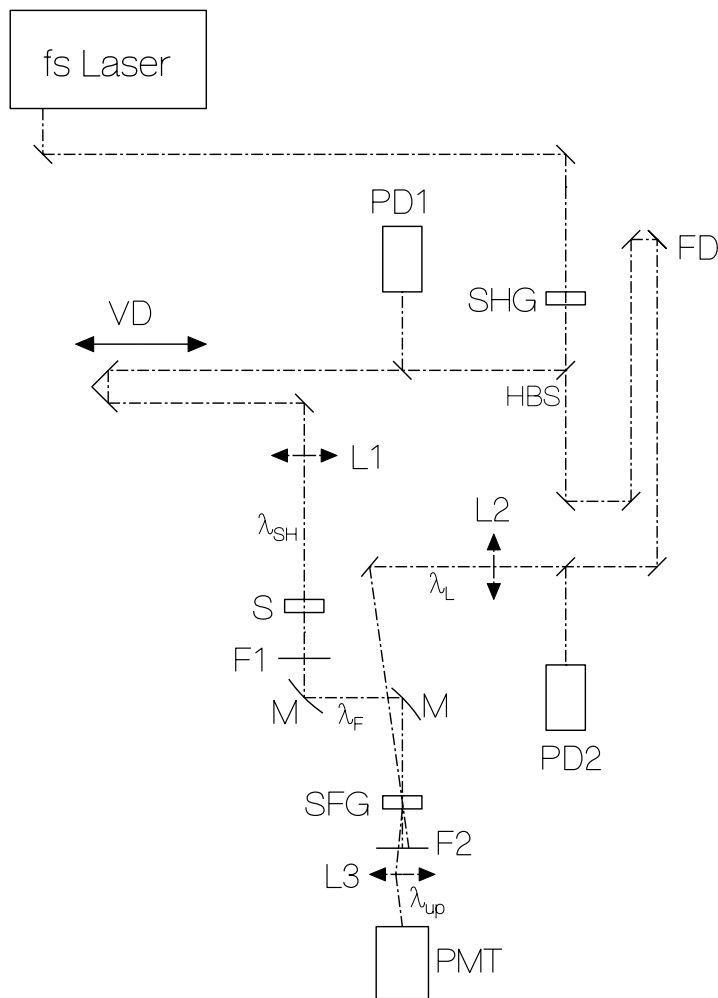 fs Laser
PD1
FD
SHG
VD
HBS
L1
L2
λSH
λL
S
F1
M
λF
M
PD2
SFG
F2
L3
λup
PMT